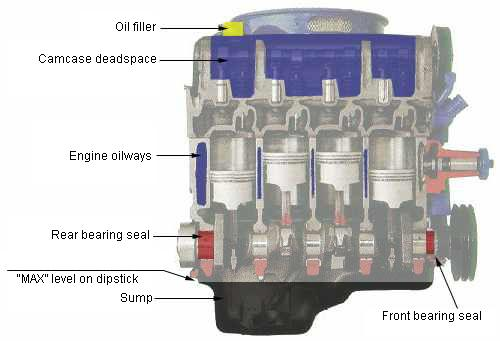 Oil filler
Camcase deadspace
Engine oilways
Rear bearing seal
"MAX" level on dipstick
Sump
Front bearing seal